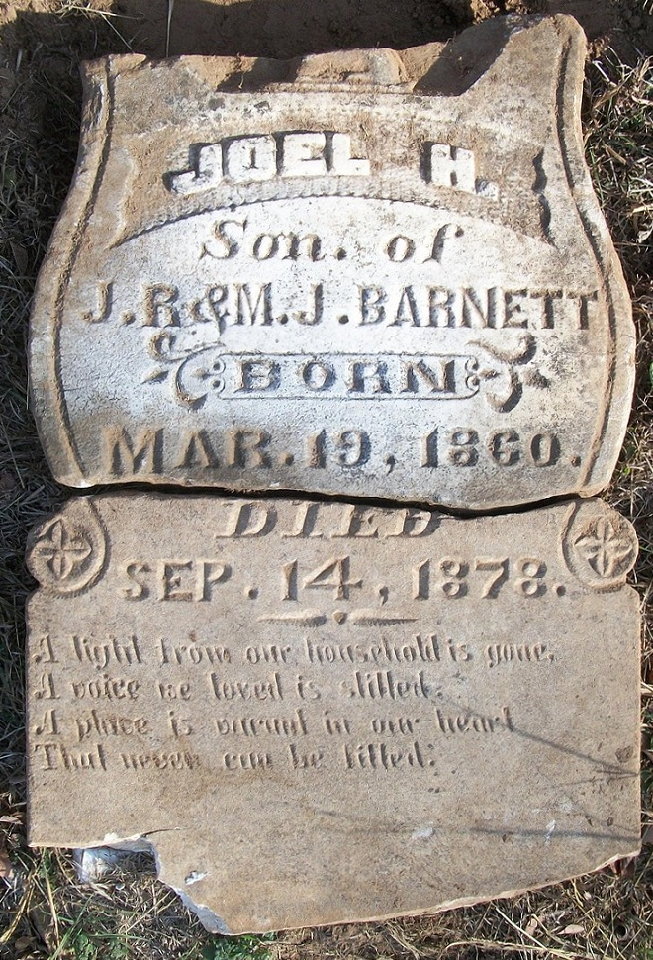 JOEL H.
Son. of
J. R & M. J. BARNETT
BORN
MAR. 19, 1860.
DIED
SEP. 14, 1878.
A light from our household is gone,
A voice we loved is stilled.
A place is vacant in our heart
That never can be filled.